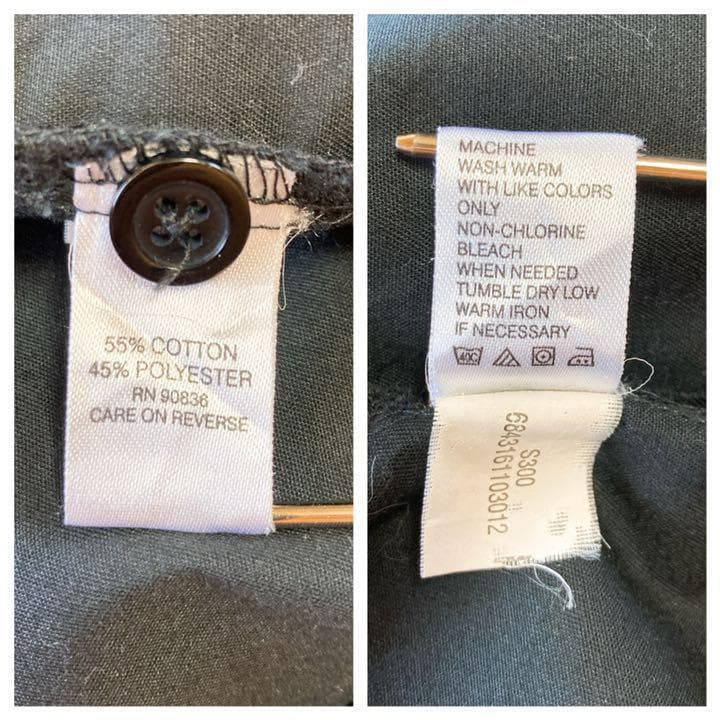 55% COTTON
45% POLYESTER
RN 90836
CARE ON REVERSE
MACHINE
WASH WARM
WITH LIKE COLORS
ONLY
NON-CHLORINE
BLEACH
WHEN NEEDED
TUMBLE DRY LOW
WARM IRON
IF NECESSARY
40C
S300
6843161103012